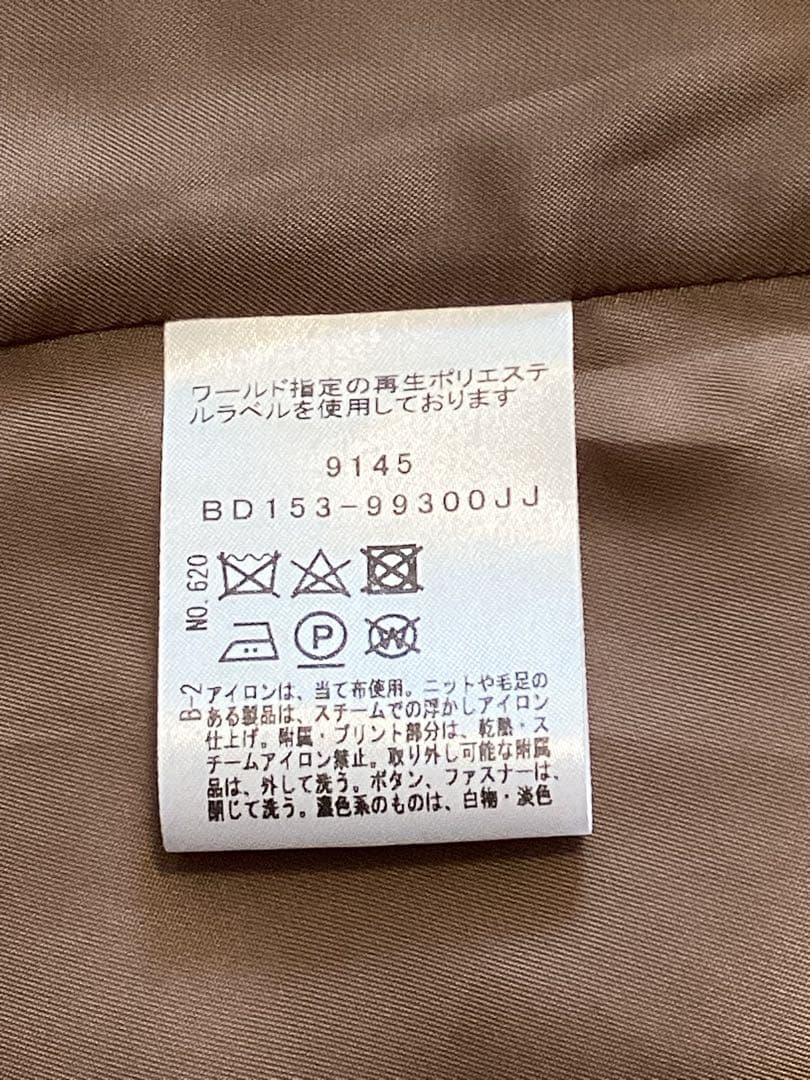 ワールド指定の再生ポリエステ
ルラベルを使用しております
9145
BD153-99300JJ
NO.620
P
W
B-2
アイロンは、当て布使用。ニットや毛足の
ある製品は、スチームでの浮かしアイロン
仕上げ。附属・プリント部分は、乾熱・ス
チームアイロン禁止。取り外し可能な附属
品は、外して洗う。ボタン、ファスナーは、
閉じて洗う。濃色系のものは、白物・淡色